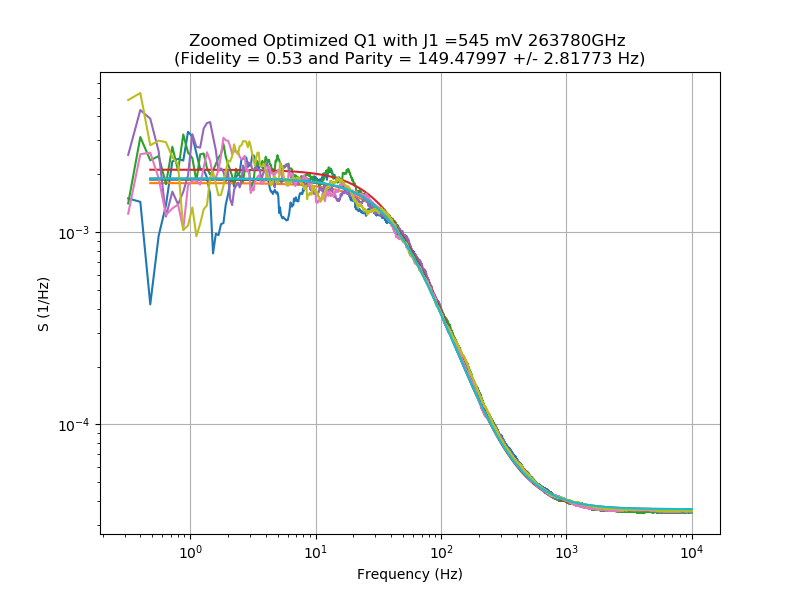 Zoomed Optimized Q1 with J1 =545 mV 263780GHz
(Fidelity = 0.53 and Parity = 149.47997 +/- 2.81773 Hz)
S (1/Hz)
10⁻³
10⁻⁴
10⁰ 10¹ 10² 10³ 10⁴
Frequency (Hz)